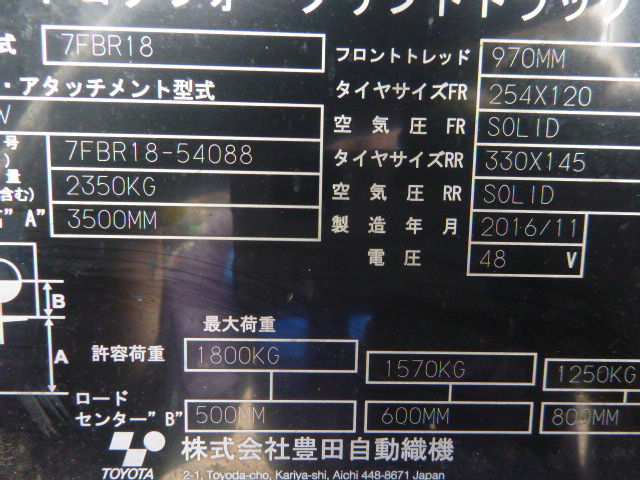 式 7FBR18 フロントトレッド 970MM
・アタッチメント型式 タイヤサイズFR 254X120
V 空気圧FR SOLID
号 7FBR18-54088 タイヤサイズRR 330X145
量 2350KG 空気圧RR SOLID
含む)
" A" 3500MM 製造年月 2016/11
電圧 48 V
B
最大荷重
A 許容荷重 1800KG 1570KG 1250KG
ロード
センター"B" 500MM 600MM 800MM
株式会社豊田自動織機
TOYOTA 2-1, Toyoda-cho, Kariya-shi, Aichi 448-8671 Japan